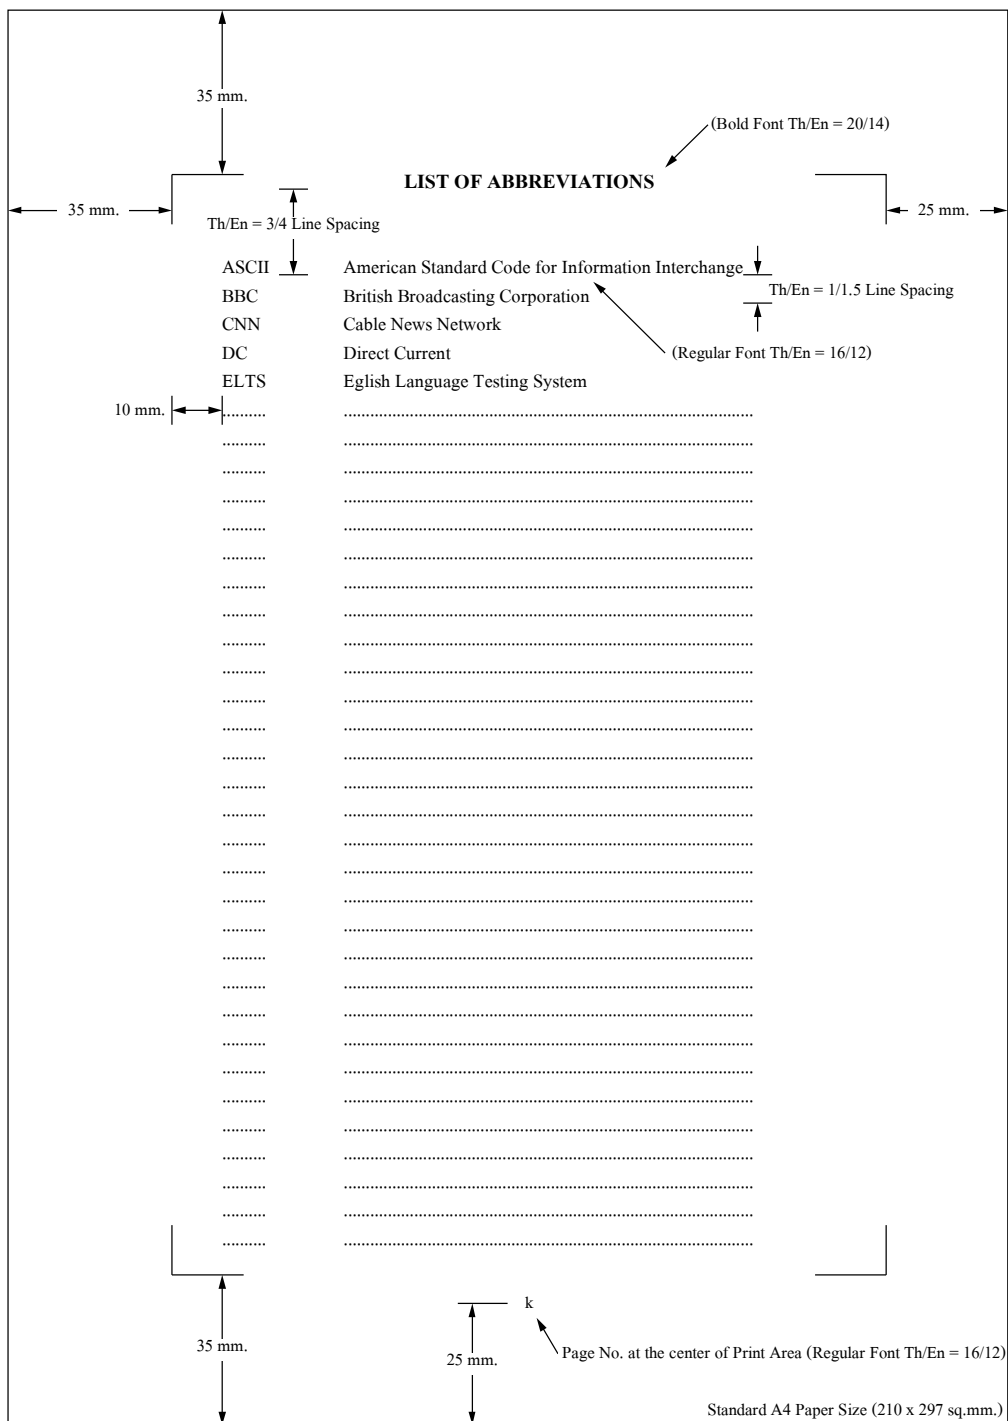 35 mm.
(Bold Font Th/En = 20/14)
LIST OF ABBREVIATIONS
35 mm.
25 mm.
Th/En = 3/4 Line Spacing
ASCII American Standard Code for Information Interchange
Th/En = 1/1.5 Line Spacing
BBC British Broadcasting Corporation
CNN Cable News Network
DC Direct Current
(Regular Font Th/En = 16/12)
ELTS Eglish Language Testing System
10 mm.
k
35 mm.
25 mm.
Page No. at the center of Print Area (Regular Font Th/En = 16/12)
Standard A4 Paper Size (210 x 297 sq.mm.)